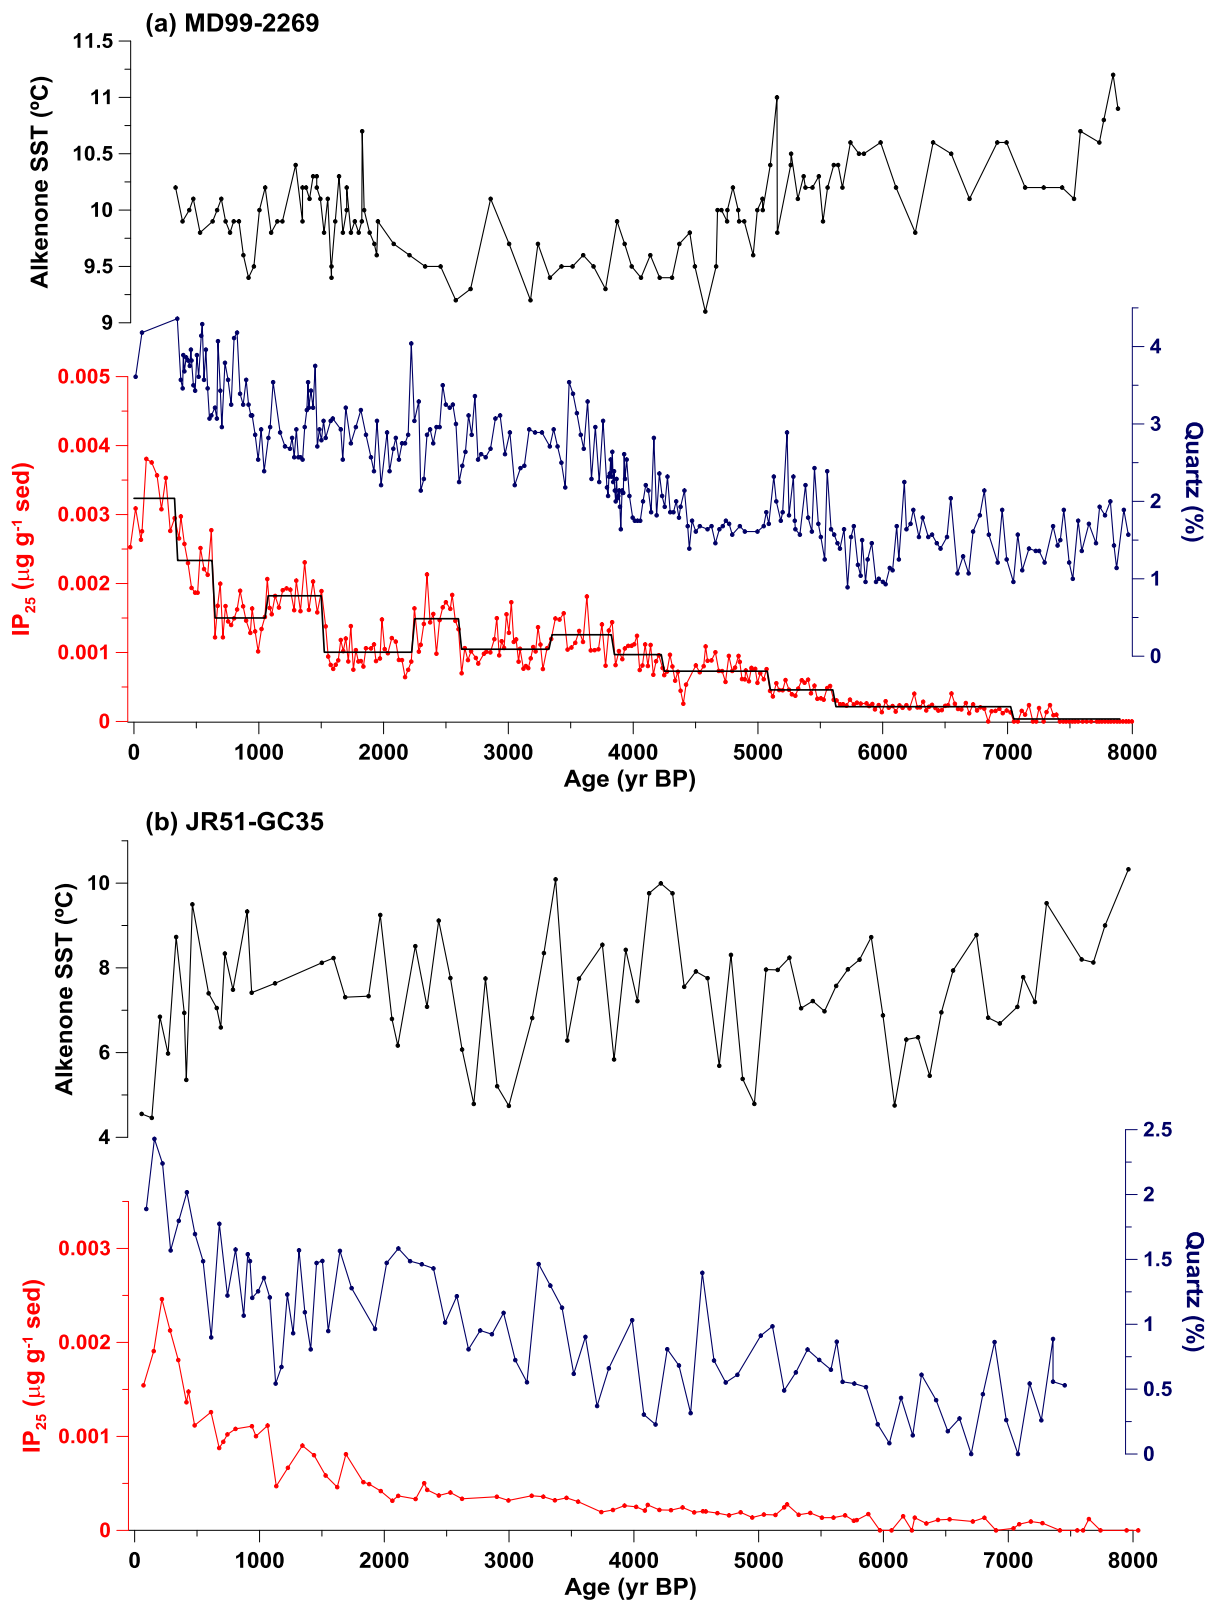 (a) MD99-2269
11.5
11
10.5
10
9.5
9
Alkenone SST (ºC)
4
3
2
1
0
Quartz (%)
0.005
0.004
0.003
0.002
0.001
0
IP25 (µg g-1 sed)
0 1000 2000 3000 4000 5000 6000 7000 8000
Age (yr BP)
(b) JR51-GC35
10
8
6
4
Alkenone SST (ºC)
2.5
2
1.5
1
0.5
0
Quartz (%)
0.003
0.002
0.001
0
IP25 (µg g-1 sed)
0 1000 2000 3000 4000 5000 6000 7000 8000
Age (yr BP)